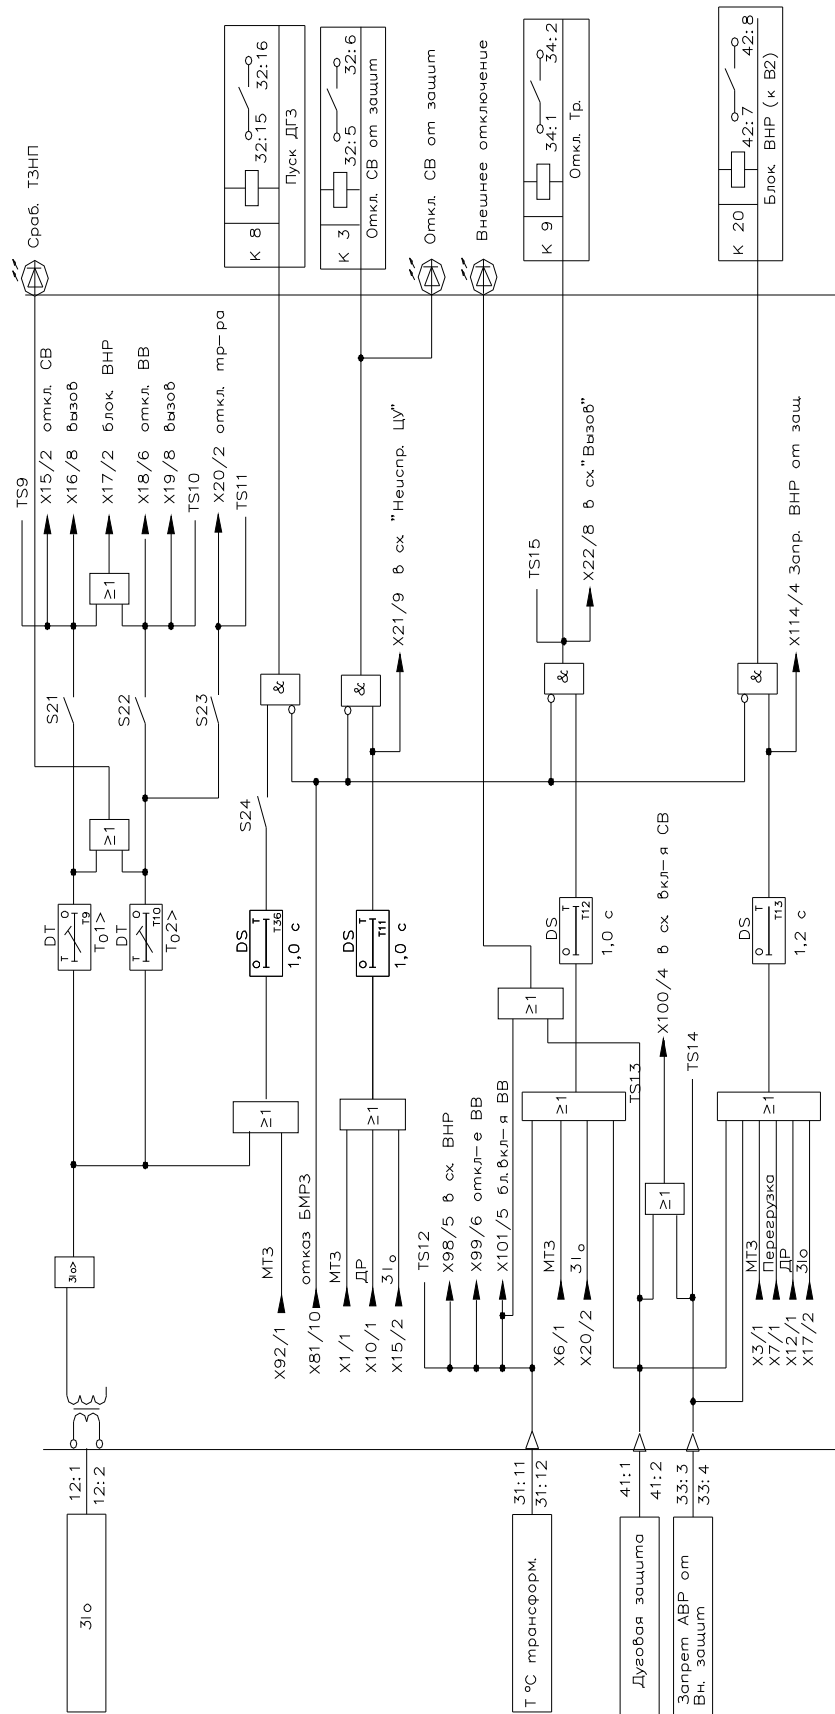 3Io
12:1
12:2
3Io>
DT
T
O
T9
To1>
DT
T
O
T10
To2>
≥1
S21
S22
S23
≥1
TS9
X15/2 откл. СВ
X16/8 вызов
X17/2 блок. ВНР
X18/6 откл. ВВ
X19/8 вызов
TS10
X20/2 откл. тр-ра
TS11
Сраб. ТЗНП
X92/1
МТЗ
≥1
DS
O
T
T36
1,0 с
S24
&
К 8
32:15
32:16
Пуск ДГЗ
X81/10
отказ БМРЗ
X1/1
МТЗ
X10/1
ДР
X15/2
3Io
≥1
DS
O
T
T11
1,0 с
&
X21/9 в сх. "Неиспр. ЦУ"
К 3
32:5
32:6
Откл. СВ от защит
Откл. СВ от защит
Внешнее отключение
Т °С трансформ.
31:11
31:12
TS12
X98/5 в сх. ВНР
X99/6 откл-е ВВ
X101/5 бл.вкл-я ВВ
X6/1
МТЗ
X20/2
3Io
≥1
≥1
DS
O
T
T12
1,0 с
&
TS15
X22/8 в сх."Вызов"
К 9
34:1
34:2
Откл. Тр.
Дуговая защита
41:1
41:2
TS13
≥1
X100/4 в сх. вкл-я СВ
TS14
Запрет АВР от
Вн. защит
33:3
33:4
X3/1
МТЗ
X7/1
Перегрузка
X12/1
ДР
X17/2
3Io
≥1
DS
O
T
T13
1,2 с
&
X114/4 Запр. ВНР от защ.
К 20
42:7
42:8
Блок. ВНР (к В2)